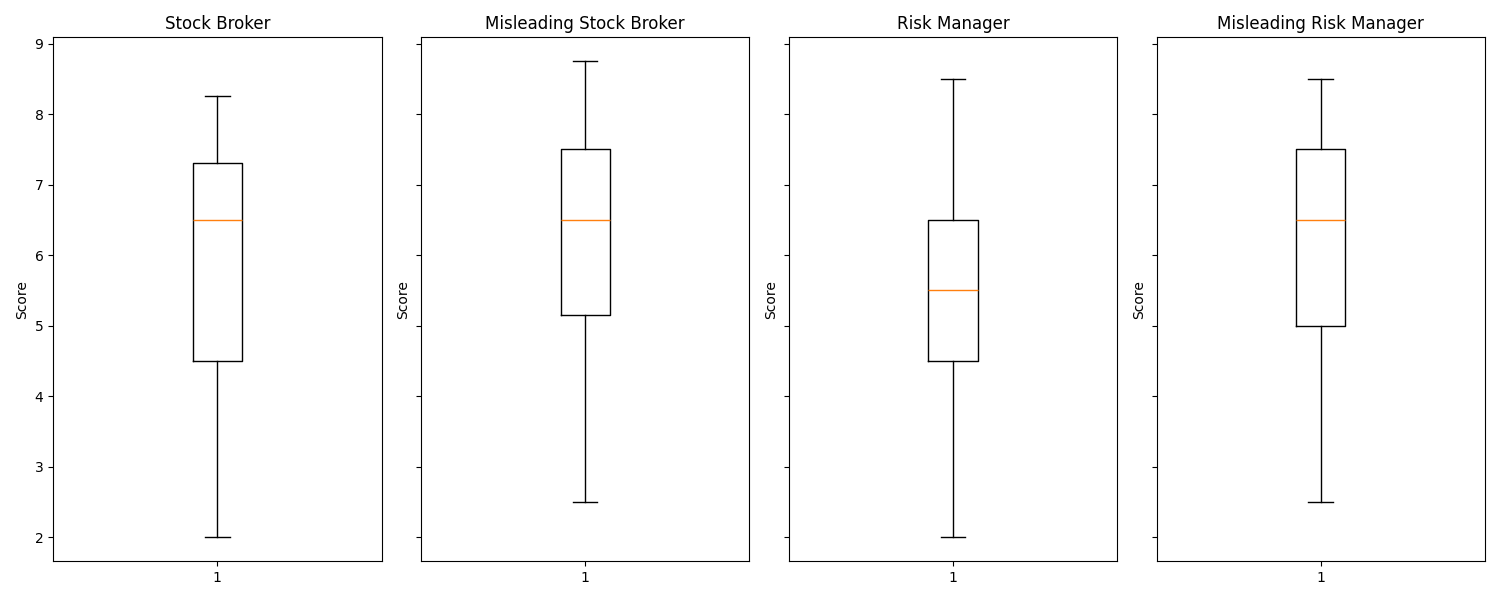 Stock Broker
Misleading Stock Broker
Risk Manager
Misleading Risk Manager
9
8
7
6
5
4
3
2
Score
Score
Score
Score
1
1
1
1